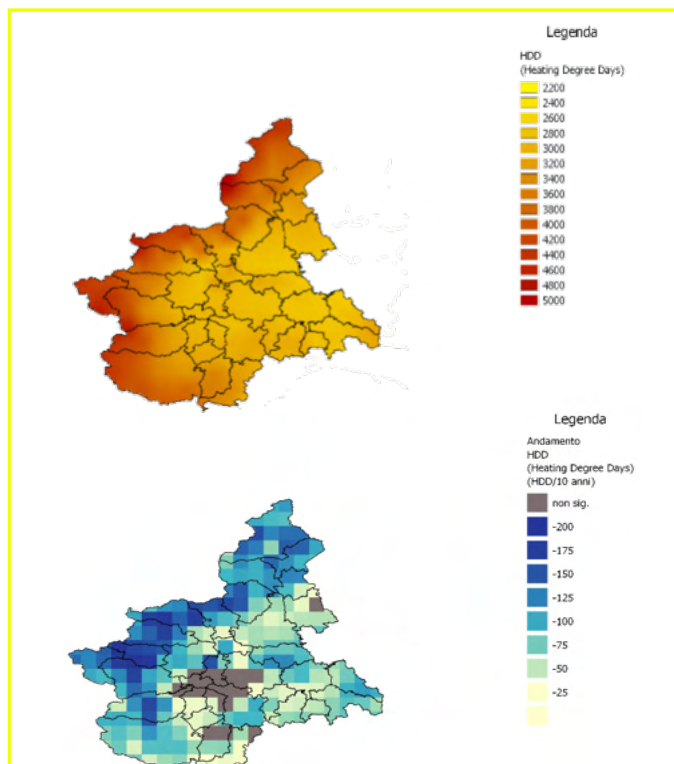 Legenda
HDD
(Heating Degree Days)
2200
2400
2600
2800
3000
3200
3400
3600
3800
4000
4200
4400
4600
4800
5000
Legenda
Andamento
HDD
(Heating Degree Days)
(HDD/10 anni)
non sig.
-200
-175
-150
-125
-100
-75
-50
-25